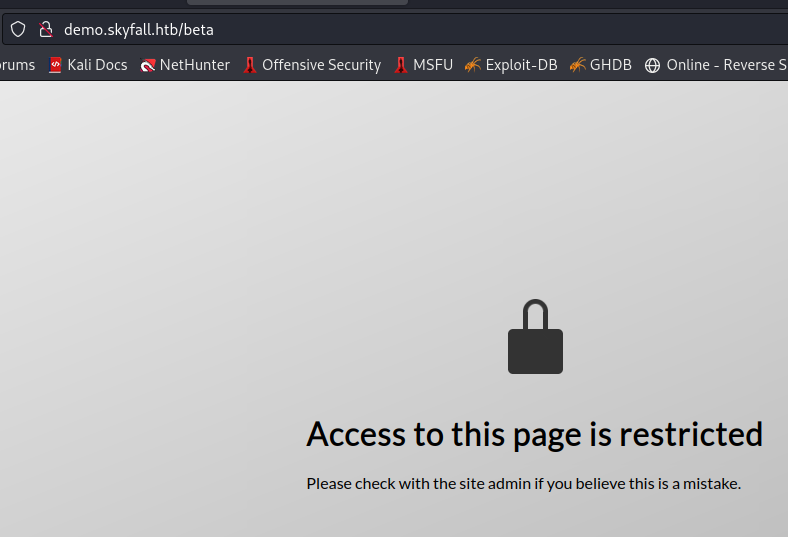 demo.skyfall.htb/beta
orums Kali Docs NetHunter Offensive Security MSFU Exploit-DB GHDB Online - Reverse S
Access to this page is restricted
Please check with the site admin if you believe this is a mistake.